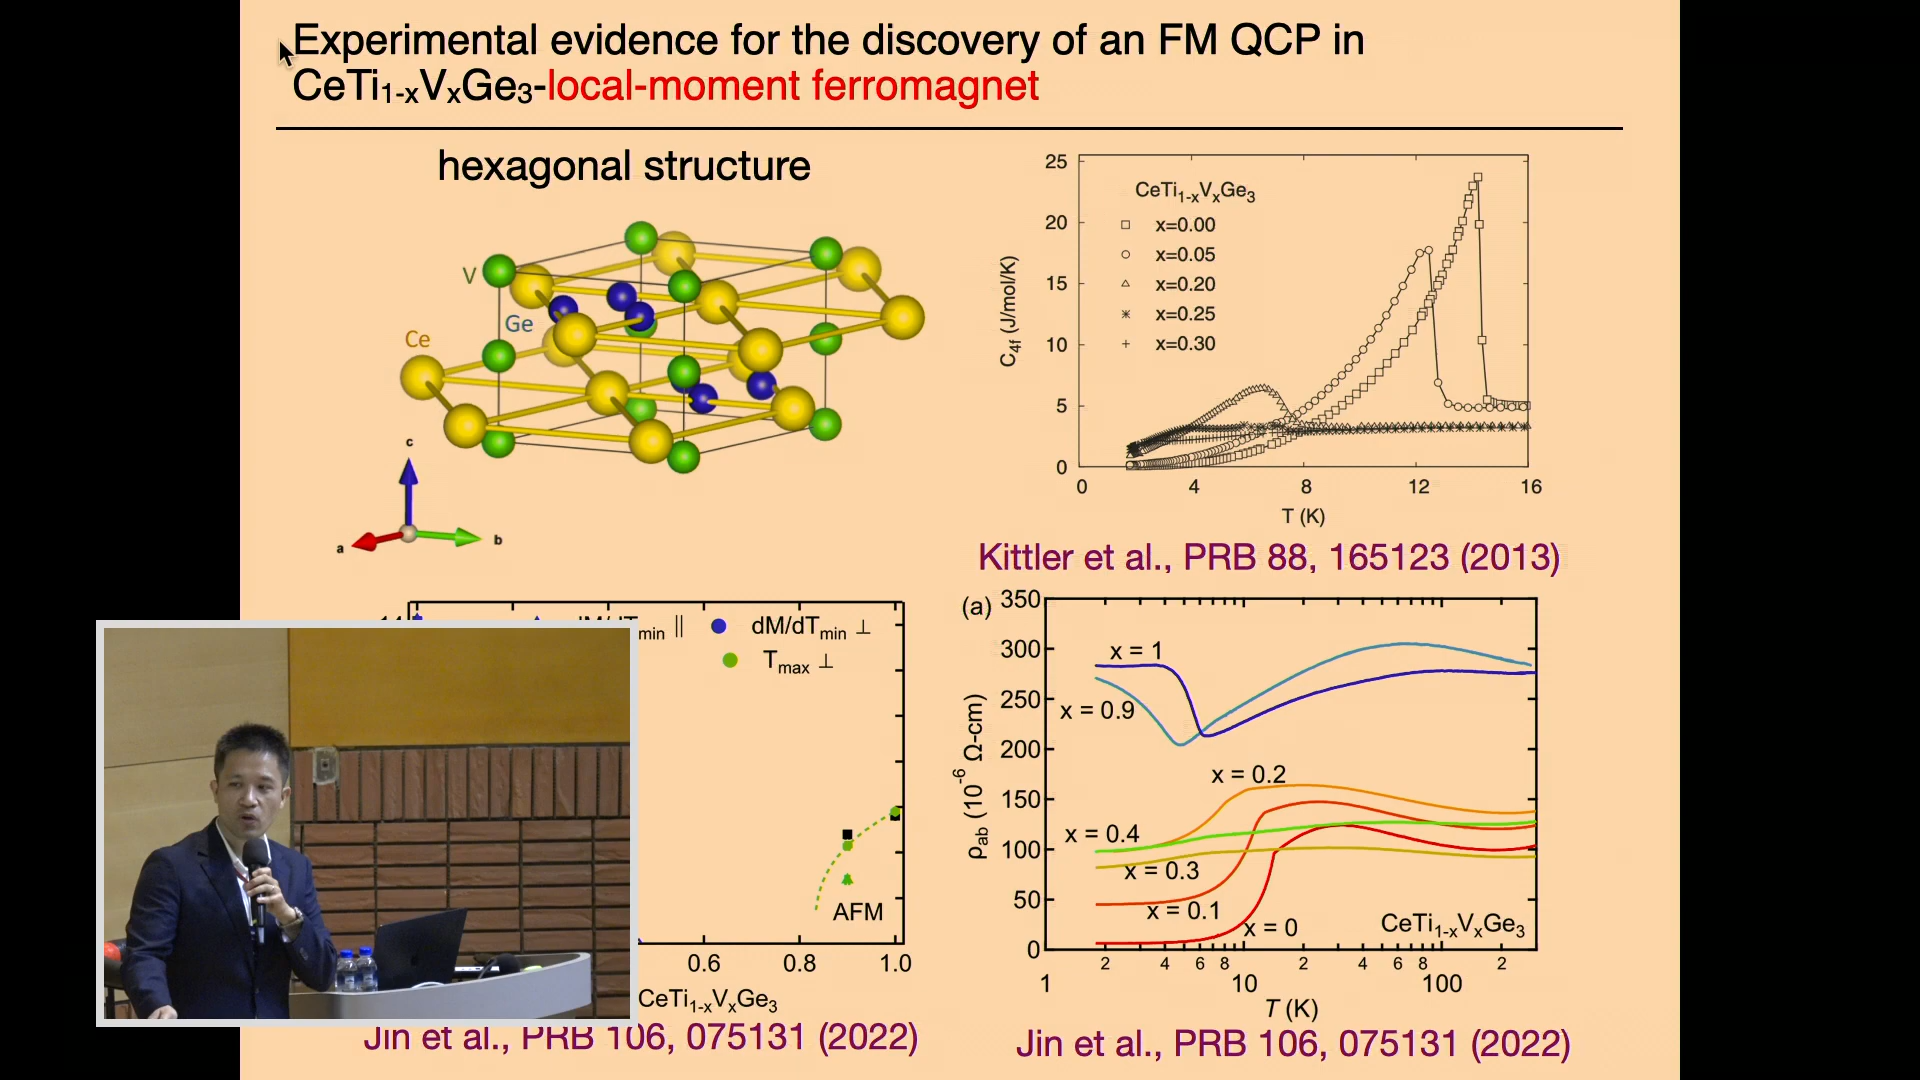 Experimental evidence for the discovery of an FM QCP in
CeTi1-xVxGe3-local-moment ferromagnet
hexagonal structure
V
Ge
Ce
c
a
b
25
20
15
10
5
0
C4f (J/mol/K)
CeTi1-xVxGe3
x=0.00
x=0.05
x=0.20
x=0.25
x=0.30
0 4 8 12 16
T (K)
Kittler et al., PRB 88, 165123 (2013)
min ∥ dM/dTmin ⊥
Tmax ⊥
AFM
0.6 0.8 1.0
CeTi1-xVxGe3
Jin et al., PRB 106, 075131 (2022)
(a)
350
300
250
200
150
100
50
0
ρab (10-6 Ω-cm)
x = 1
x = 0.9
x = 0.2
x = 0.4
x = 0.3
x = 0.1
x = 0
CeTi1-xVxGe3
2 4 6 8 2 4 6 8 2
1 10 100
T (K)
Jin et al., PRB 106, 075131 (2022)